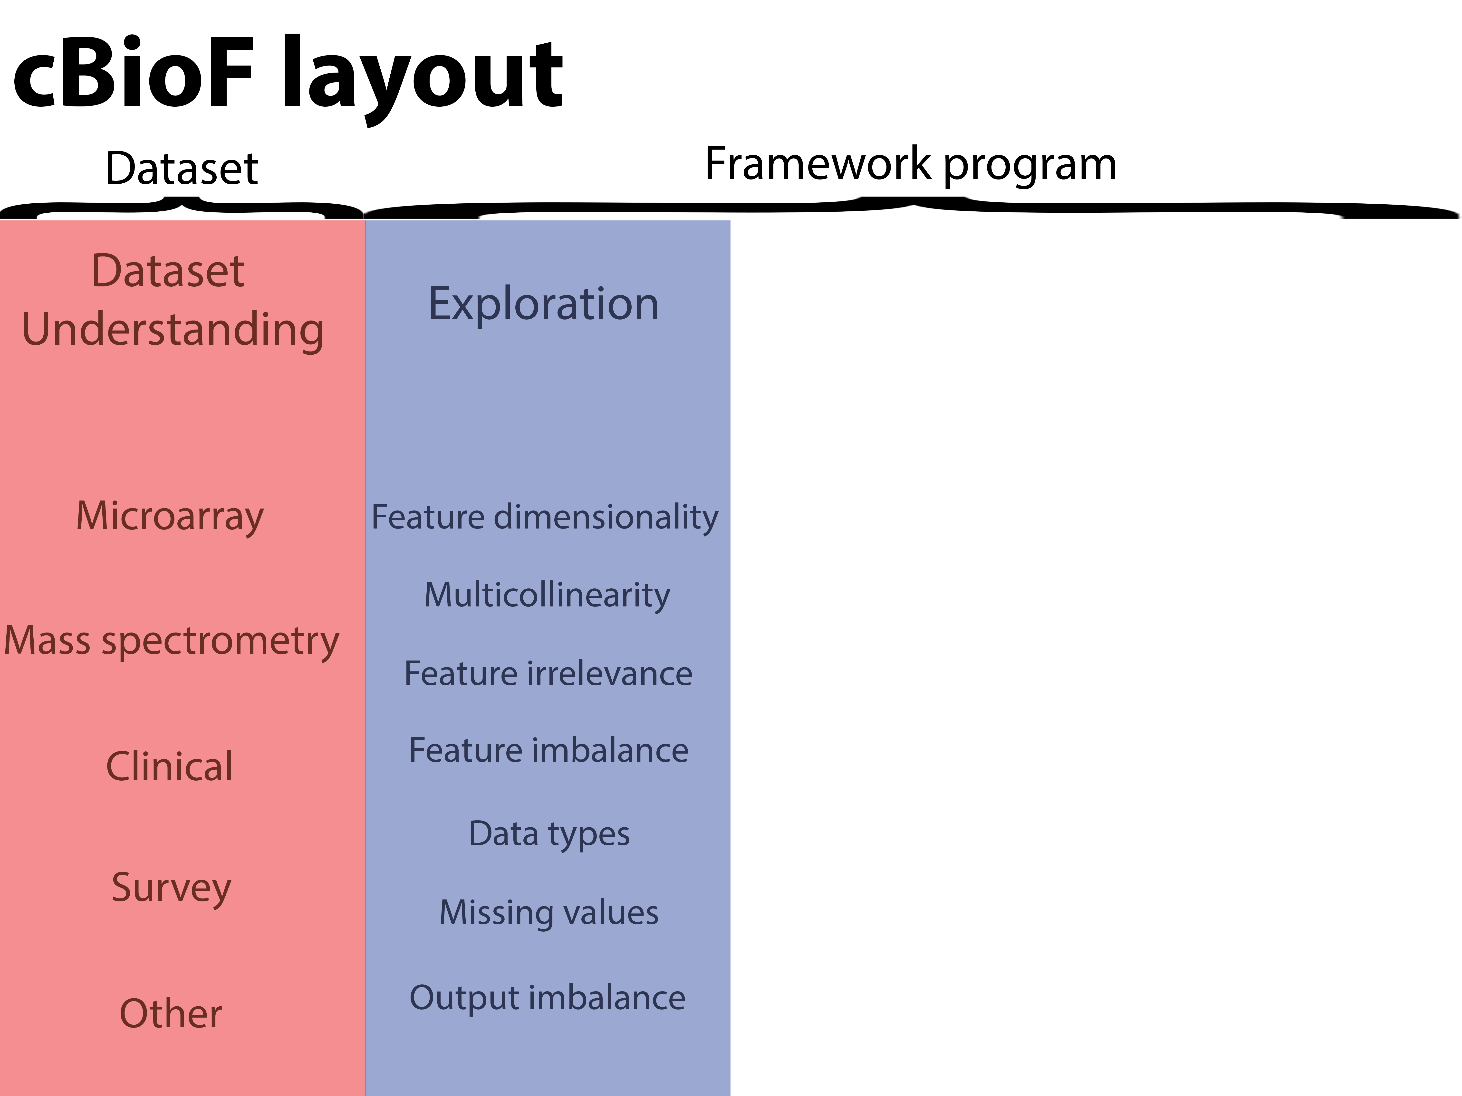 cBioF layout
Dataset
Framework program
Dataset
Understanding
Microarray
Mass spectrometry
Clinical
Survey
Other
Exploration
Feature dimensionality
Multicollinearity
Feature irrelevance
Feature imbalance
Data types
Missing values
Output imbalance